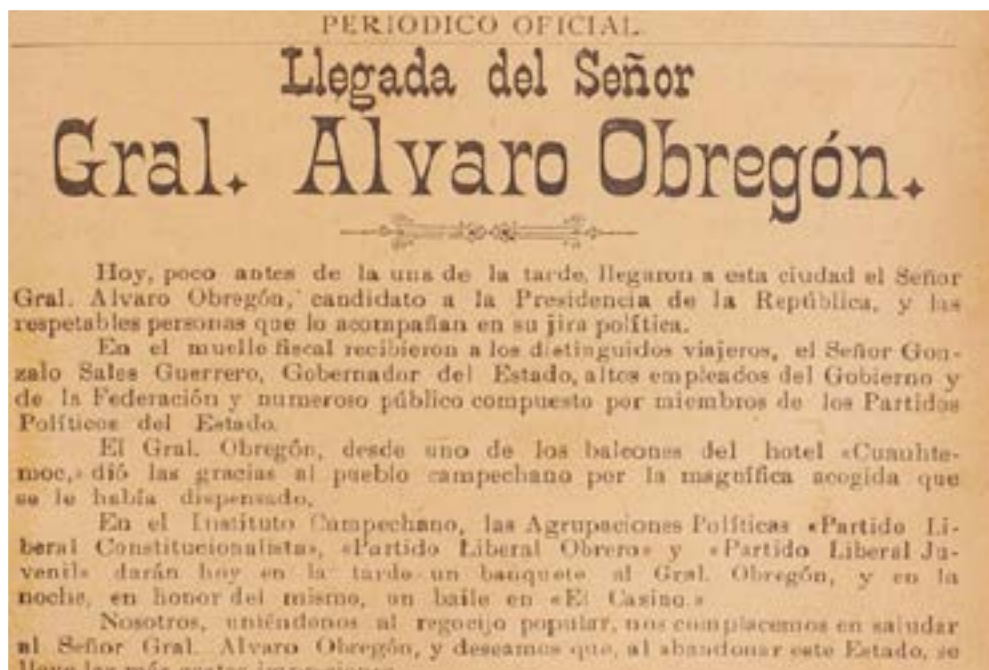 PERIODICO OFICIAL.
Llegada del Señor
Gral. Alvaro Obregón.
Hoy, poco antes de la una de la tarde, llegaron a esta ciudad el Señor
Gral. Alvaro Obregón, candidato a la Presidencia de la República, y las
respetables personas que lo acompañan en su jira política.
En el muelle fiscal recibieron a los distinguidos viajeros, el Señor Gon-
zalo Sales Guerrero, Gobernador del Estado, altos empleados del Gobierno y
de la Federación y numeroso público compuesto por miembros de los Partidos
Políticos del Estado.
El Gral. Obregón, desde uno de los balcones del hotel «Cuauhte-
moc,» dió las gracias al pueblo campechano por la magnífica acogida que
se le había dispensado.
En el Instituto Campechano, las Agrupaciones Políticas «Partido Li-
beral Constitucionalista», «Partido Liberal Obrero» y «Partido Liberal Ju-
venil» darán hoy en la tarde un banquete al Gral. Obregón, y en la
noche, en honor del mismo, un baile en «El Casino.»
Nosotros, uniéndonos al regocijo popular, nos complacemos en saludar
al Señor Gral. Alvaro Obregón, y deseamos que, al abandonar este Estado, se